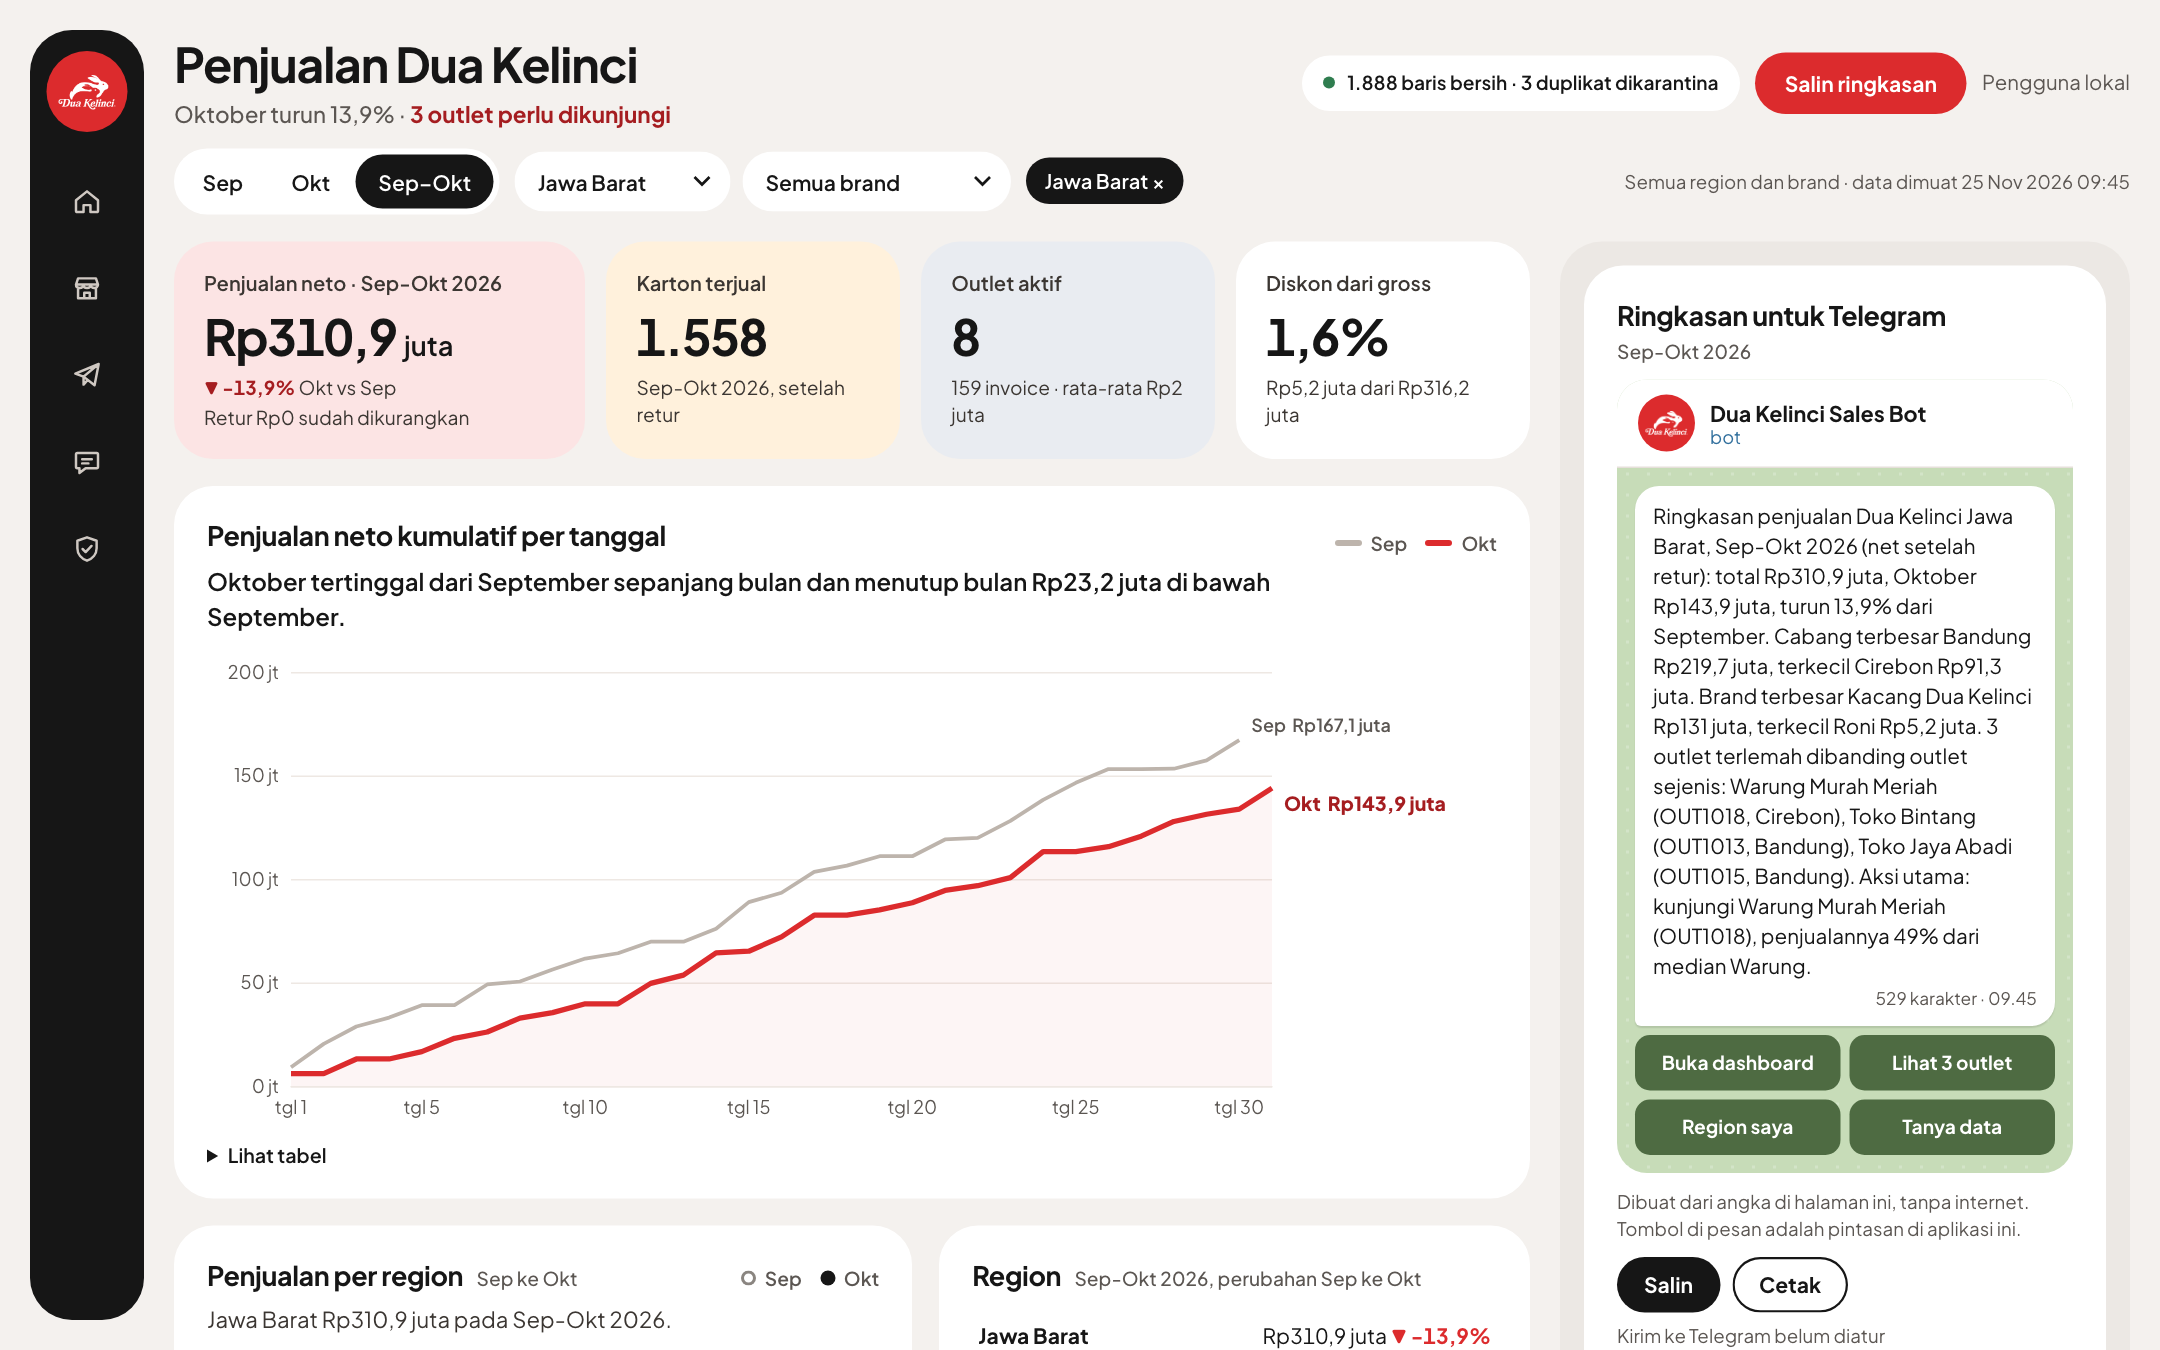 Dua Kelinci
Penjualan Dua Kelinci
Oktober turun 13,9% · 3 outlet perlu dikunjungi
1.888 baris bersih · 3 duplikat dikarantina
Salin ringkasan
Pengguna lokal
Sep
Okt
Sep–Okt
Jawa Barat
Semua brand
Jawa Barat ×
Semua region dan brand · data dimuat 25 Nov 2026 09:45
Penjualan neto · Sep–Okt 2026
Rp310,9 juta
▼ -13,9% Okt vs Sep
Retur Rp0 sudah dikurangkan
Karton terjual
1.558
Sep–Okt 2026, setelah
retur
Outlet aktif
8
159 invoice · rata-rata Rp2
juta
Diskon dari gross
1,6%
Rp5,2 juta dari Rp316,2
juta
Penjualan neto kumulatif per tanggal
Sep
Okt
Oktober tertinggal dari September sepanjang bulan dan menutup bulan Rp23,2 juta di bawah
September.
200 jt
150 jt
100 jt
50 jt
0 jt
Sep Rp167,1 juta
Okt Rp143,9 juta
tgl 1
tgl 5
tgl 10
tgl 15
tgl 20
tgl 25
tgl 30
▶ Lihat tabel
Penjualan per region Sep ke Okt
Sep
Okt
Jawa Barat Rp310,9 juta pada Sep–Okt 2026.
Region Sep–Okt 2026, perubahan Sep ke Okt
Jawa Barat
Rp310,9 juta ▼ -13,9%
Ringkasan untuk Telegram
Sep–Okt 2026
Dua Kelinci
Dua Kelinci Sales Bot
bot
Ringkasan penjualan Dua Kelinci Jawa
Barat, Sep-Okt 2026 (net setelah
retur): total Rp310,9 juta, Oktober
Rp143,9 juta, turun 13,9% dari
September. Cabang terbesar Bandung
Rp219,7 juta, terkecil Cirebon Rp91,3
juta. Brand terbesar Kacang Dua Kelinci
Rp131 juta, terkecil Roni Rp5,2 juta. 3
outlet terlemah dibanding outlet
sejenis: Warung Murah Meriah
(OUT1018, Cirebon), Toko Bintang
(OUT1013, Bandung), Toko Jaya Abadi
(OUT1015, Bandung). Aksi utama:
kunjungi Warung Murah Meriah
(OUT1018), penjualannya 49% dari
median Warung.
529 karakter · 09.45
Buka dashboard
Lihat 3 outlet
Region saya
Tanya data
Dibuat dari angka di halaman ini, tanpa internet.
Tombol di pesan adalah pintasan di aplikasi ini.
Salin
Cetak
Kirim ke Telegram belum diatur